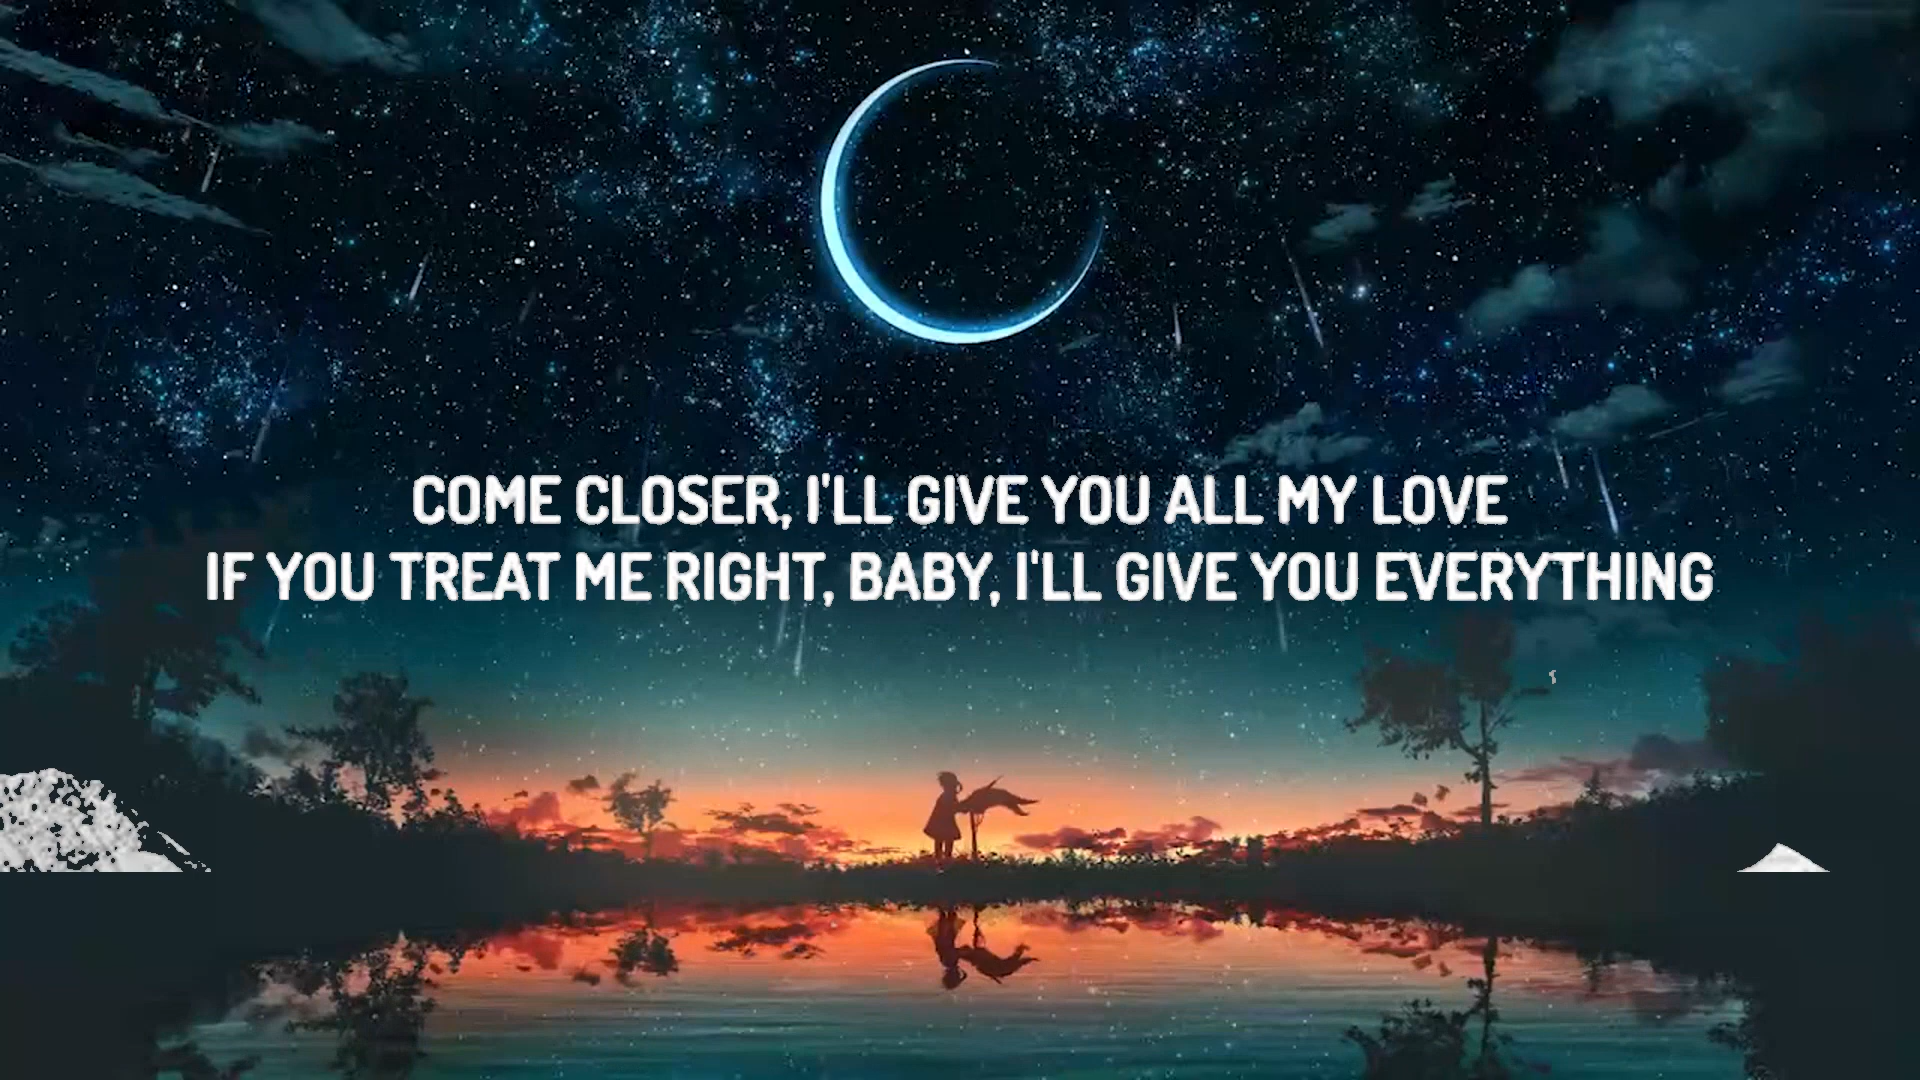 COME CLOSER, I'LL GIVE YOU ALL MY LOVE
IF YOU TREAT ME RIGHT, BABY, I'LL GIVE YOU EVERYTHING